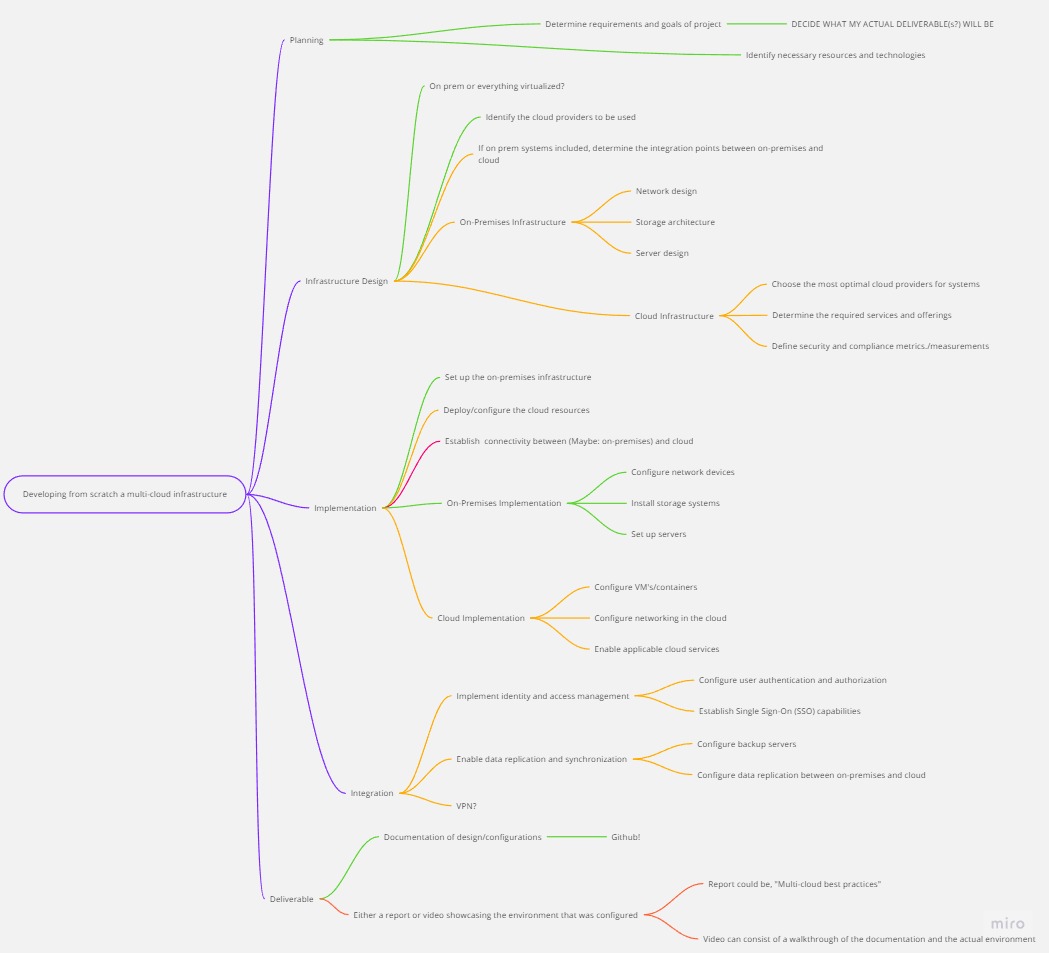 Determine requirements and goals of project
DECIDE WHAT MY ACTUAL DELIVERABLE(s?) WILL BE
Planning
Identify necessary resources and technologies
On prem or everything virtualized?
Identify the cloud providers to be used
If on prem systems included, determine the integration points between on-premises and
cloud
Network design
On-Premises Infrastructure
Storage architecture
Server design
Infrastructure Design
Choose the most optimal cloud providers for systems
Cloud Infrastructure
Determine the required services and offerings
Define security and compliance metrics./measurements
Set up the on-premises infrastructure
Deploy/configure the cloud resources
Establish  connectivity between (Maybe: on-premises) and cloud
Configure network devices
Developing from scratch a multi-cloud infrastructure
Implementation
On-Premises Implementation
Install storage systems
Set up servers
Configure VM's/containers
Cloud Implementation
Configure networking in the cloud
Enable applicable cloud services
Configure user authentication and authorization
Implement identity and access management
Establish Single Sign-On (SSO) capabilities
Configure backup servers
Enable data replication and synchronization
Configure data replication between on-premises and cloud
Integration
VPN?
Documentation of design/configurations
Github!
Report could be, "Multi-cloud best practices"
Deliverable
Either a report or video showcasing the environment that was configured
Video can consist of a walkthrough of the documentation and the actual environment
miro